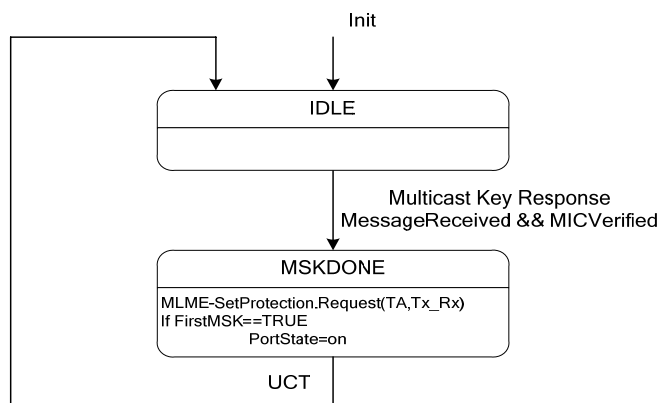 Init
IDLE
Multicast Key Response
MessageReceived && MICVerified
MSKDONE
MLME-SetProtection.Request(TA,Tx_Rx)
If FirstMSK==TRUE
PortState=on
UCT